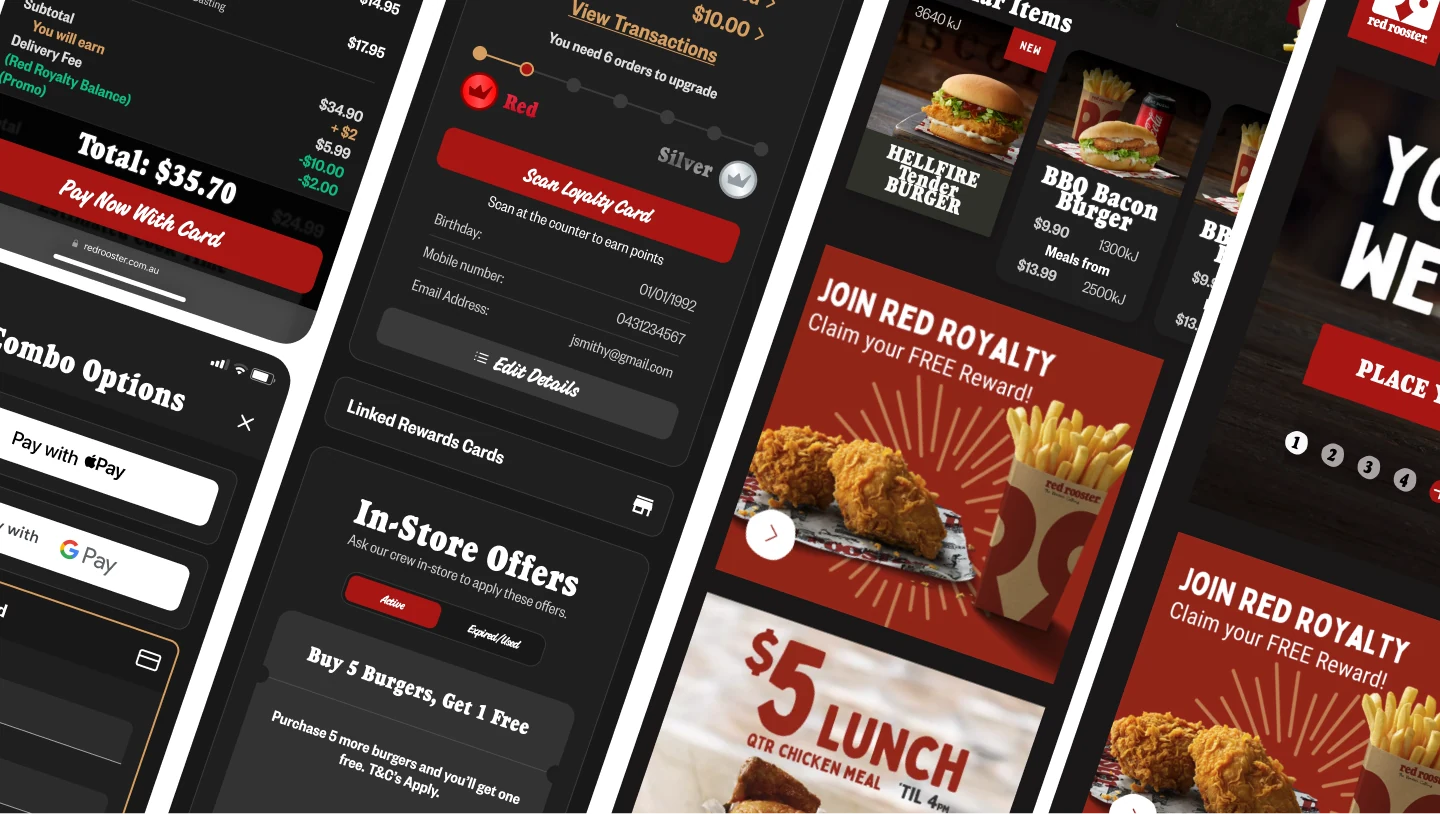 $14.95
Subtotal
$17.95
You will earn
Delivery Fee
(Red Royalty Balance)
(Promo)
$34.90
+ $2
$5.99
-$10.00
-$2.00
Total: $35.70
$24.99
Pay Now With Card
redrooster.com.au
Combo Options
Pay with Pay
with G Pay
$10.00 >
View Transactions
You need 6 orders to upgrade
Red
Silver
Scan Loyalty Card
Scan at the counter to earn points
Birthday:
01/01/1992
Mobile number:
0431234567
Email Address:
jsmithy@gmail.com
Edit Details
Linked Rewards Cards
In-Store Offers
Ask our crew in-store to apply these offers.
Active
Expired/Used
Buy 5 Burgers, Get 1 Free
Purchase 5 more burgers and you'll get one
free. T&C's Apply.
Items
3640 kJ
NEW
HELLFIRE
Tender
BURGER
BBQ Bacon
Burger
$9.90
1300kJ
Meals from
$13.99
2500kJ
JOIN RED ROYALTY
Claim your FREE Reward!
red rooster
$5 LUNCH
QTR CHICKEN MEAL
'TIL 4PM
red rooster
PLACE
1
2
3
4
JOIN RED ROYALTY
Claim your FREE Reward!
red rooster